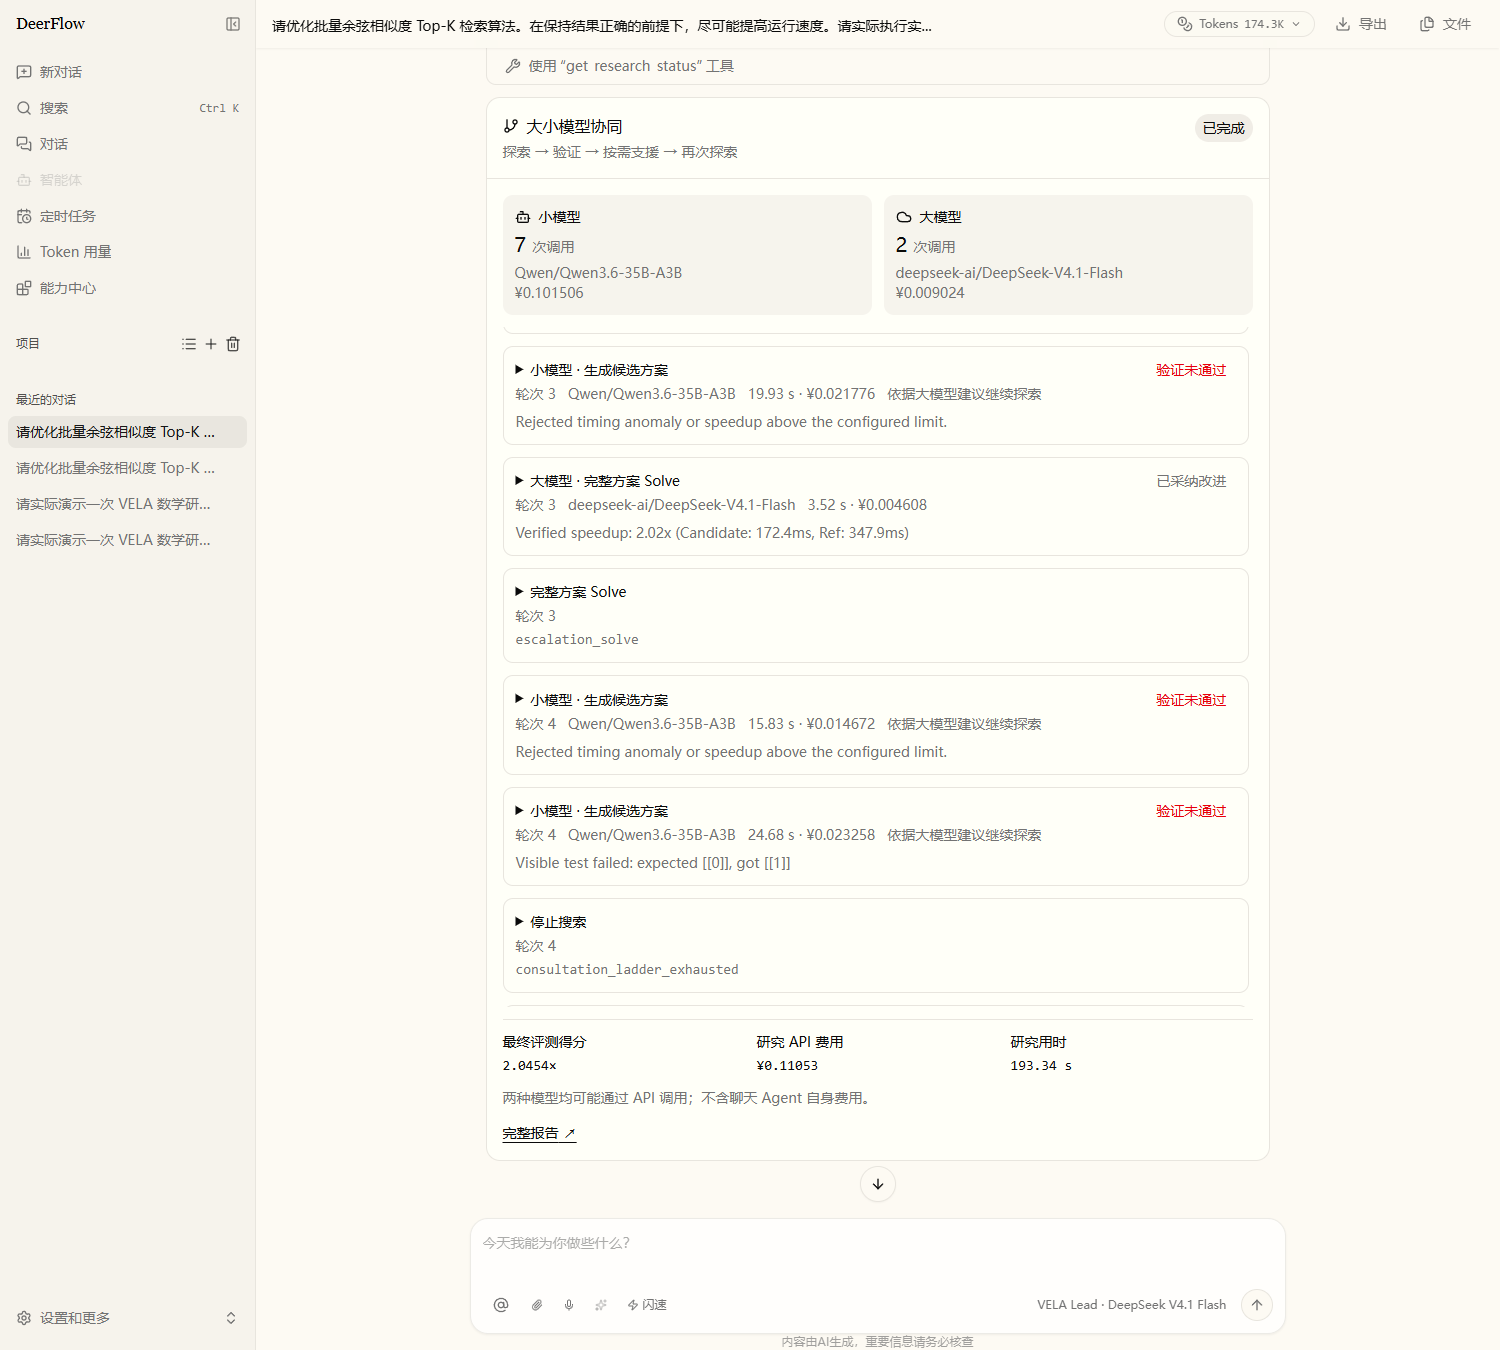 DeerFlow
新对话
搜索 Ctrl K
对话
智能体
定时任务
Token 用量
能力中心
项目
最近的对话
请优化批量余弦相似度 Top-K ...
请优化批量余弦相似度 Top-K ...
请实际演示一次 VELA 数学研...
请实际演示一次 VELA 数学研...
设置和更多
请优化批量余弦相似度 Top-K 检索算法。在保持结果正确的前提下，尽可能提高运行速度。请实际执行实...
Tokens 174.3K
导出
文件
使用 “get research status” 工具
大小模型协同
已完成
探索 → 验证 → 按需支援 → 再次探索
小模型
7 次调用
Qwen/Qwen3.6-35B-A3B
¥0.101506
大模型
2 次调用
deepseek-ai/DeepSeek-V4.1-Flash
¥0.009024
小模型 · 生成候选方案 验证未通过
轮次 3 Qwen/Qwen3.6-35B-A3B 19.93 s · ¥0.021776 依据大模型建议继续探索
Rejected timing anomaly or speedup above the configured limit.
大模型 · 完整方案 Solve 已采纳改进
轮次 3 deepseek-ai/DeepSeek-V4.1-Flash 3.52 s · ¥0.004608
Verified speedup: 2.02x (Candidate: 172.4ms, Ref: 347.9ms)
完整方案 Solve
轮次 3
escalation_solve
小模型 · 生成候选方案 验证未通过
轮次 4 Qwen/Qwen3.6-35B-A3B 15.83 s · ¥0.014672 依据大模型建议继续探索
Rejected timing anomaly or speedup above the configured limit.
小模型 · 生成候选方案 验证未通过
轮次 4 Qwen/Qwen3.6-35B-A3B 24.68 s · ¥0.023258 依据大模型建议继续探索
Visible test failed: expected [[0]], got [[1]]
停止搜索
轮次 4
consultation_ladder_exhausted
最终评测得分
2.0454×
研究 API 费用
¥0.11053
研究用时
193.34 s
两种模型均可能通过 API 调用；不含聊天 Agent 自身费用。
完整报告 ↗
今天我能为你做些什么？
闪速
VELA Lead · DeepSeek V4.1 Flash
内容由AI生成，重要信息请务必核查